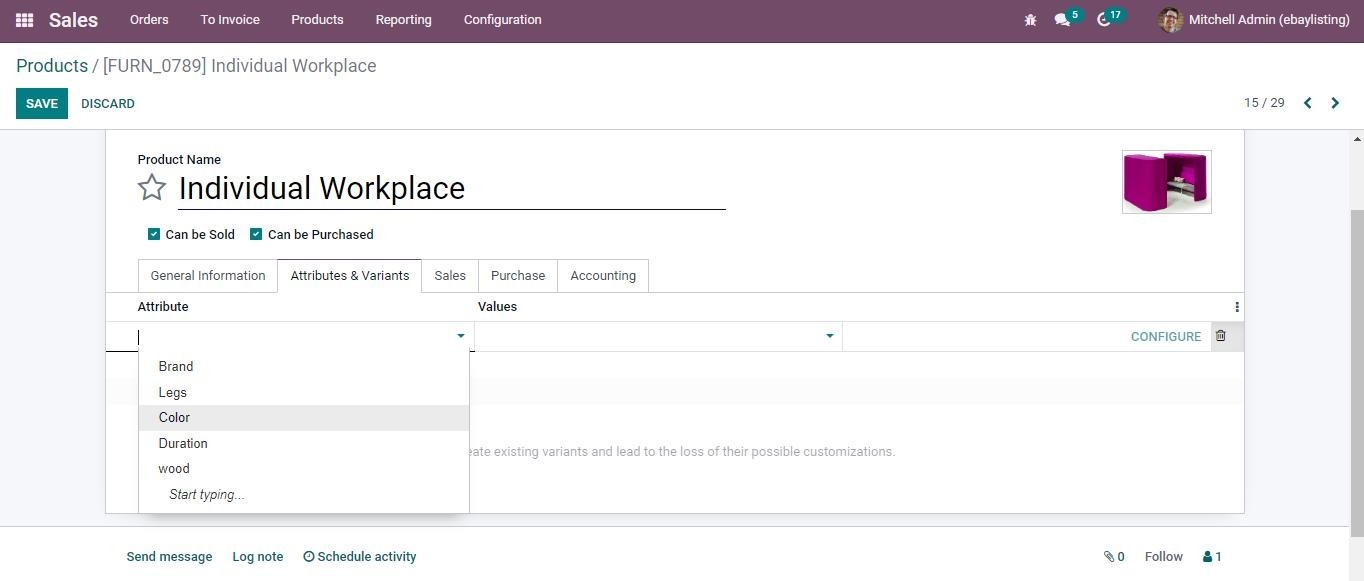 Sales Orders To Invoice Products Reporting Configuration 5 17 Mitchell Admin (ebaylisting)
Products / [FURN_0789] Individual Workplace
SAVE DISCARD 15 / 29
Product Name
Individual Workplace
Can be Sold Can be Purchased
General Information Attributes & Variants Sales Purchase Accounting
Attribute Values
CONFIGURE
Brand
Legs
Color
Duration
existing variants and lead to the loss of their possible customizations.
wood
Start typing...
Send message Log note Schedule activity 0 Follow 1